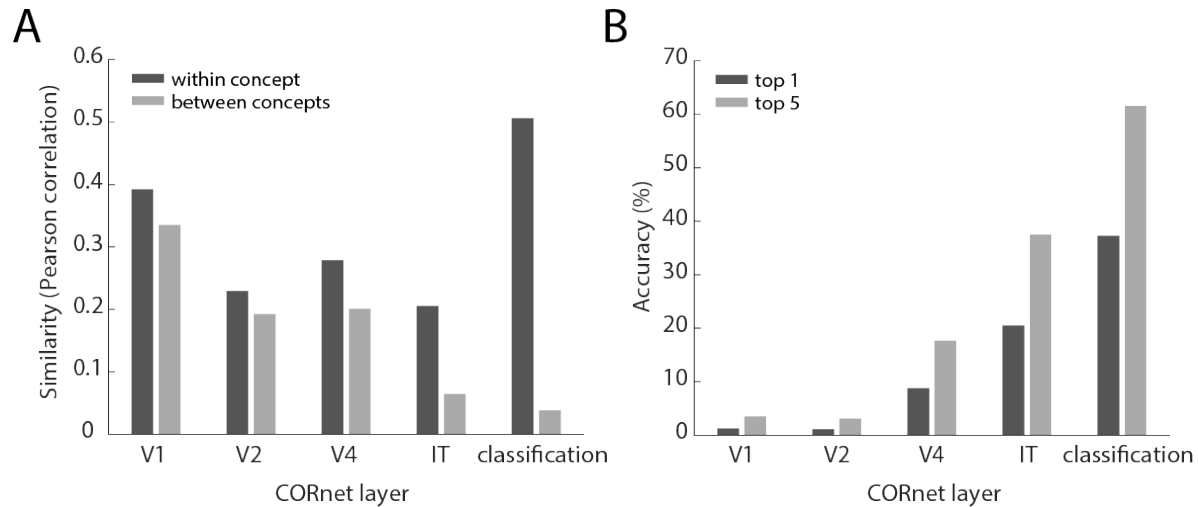 A
0.6
0.5
0.4
0.3
0.2
0.1
0
Similarity (Pearson correlation)
within concept
between concepts
V1 V2 V4 IT classification
CORnet layer
B
70
60
50
40
30
20
10
0
Accuracy (%)
top 1
top 5
V1 V2 V4 IT classification
CORnet layer